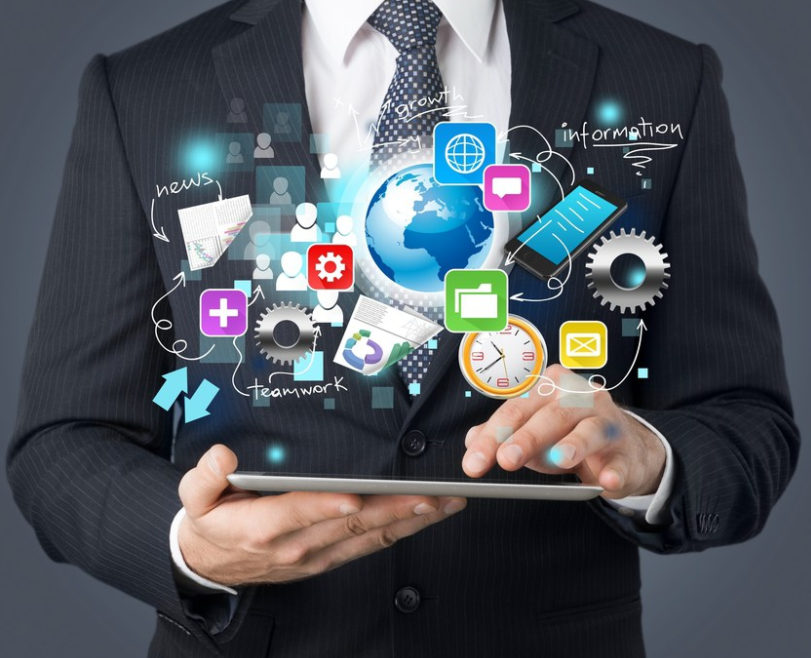 growth
y
information
news
teamwork